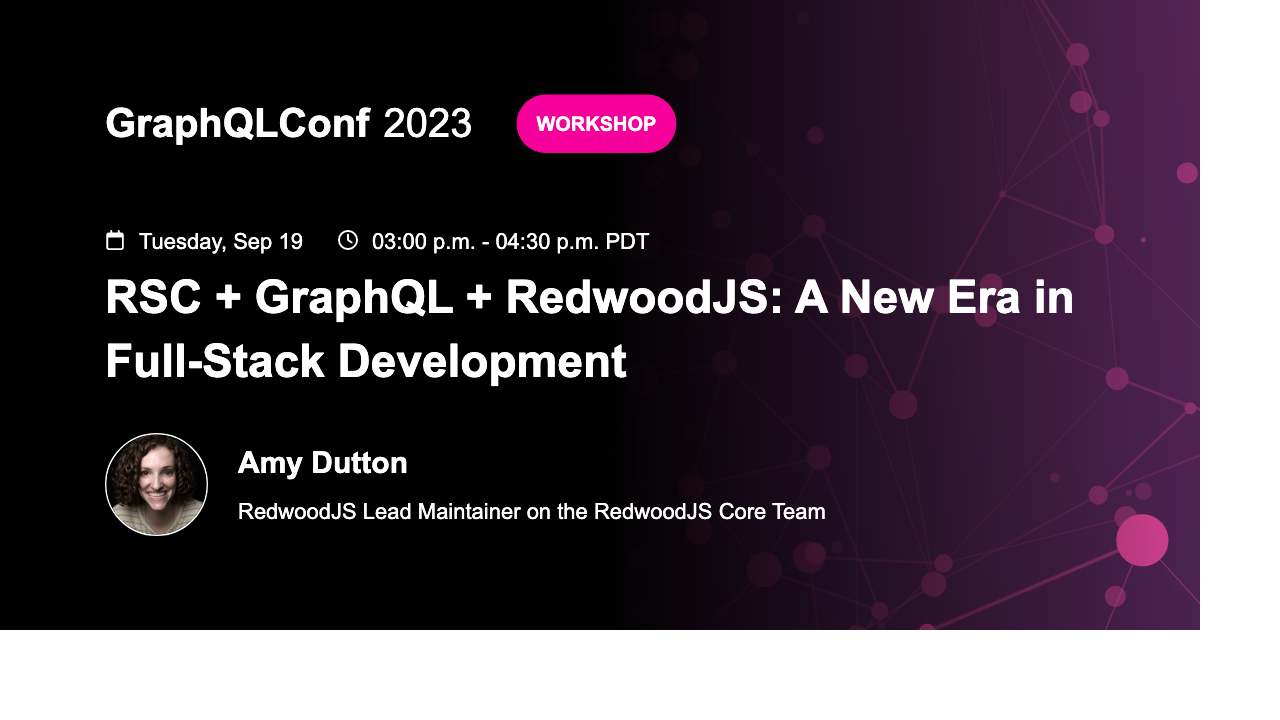 GraphQLConf 2023
WORKSHOP
Tuesday, Sep 19
03:00 p.m. - 04:30 p.m. PDT
RSC + GraphQL + RedwoodJS: A New Era in
Full-Stack Development
Amy Dutton
RedwoodJS Lead Maintainer on the RedwoodJS Core Team